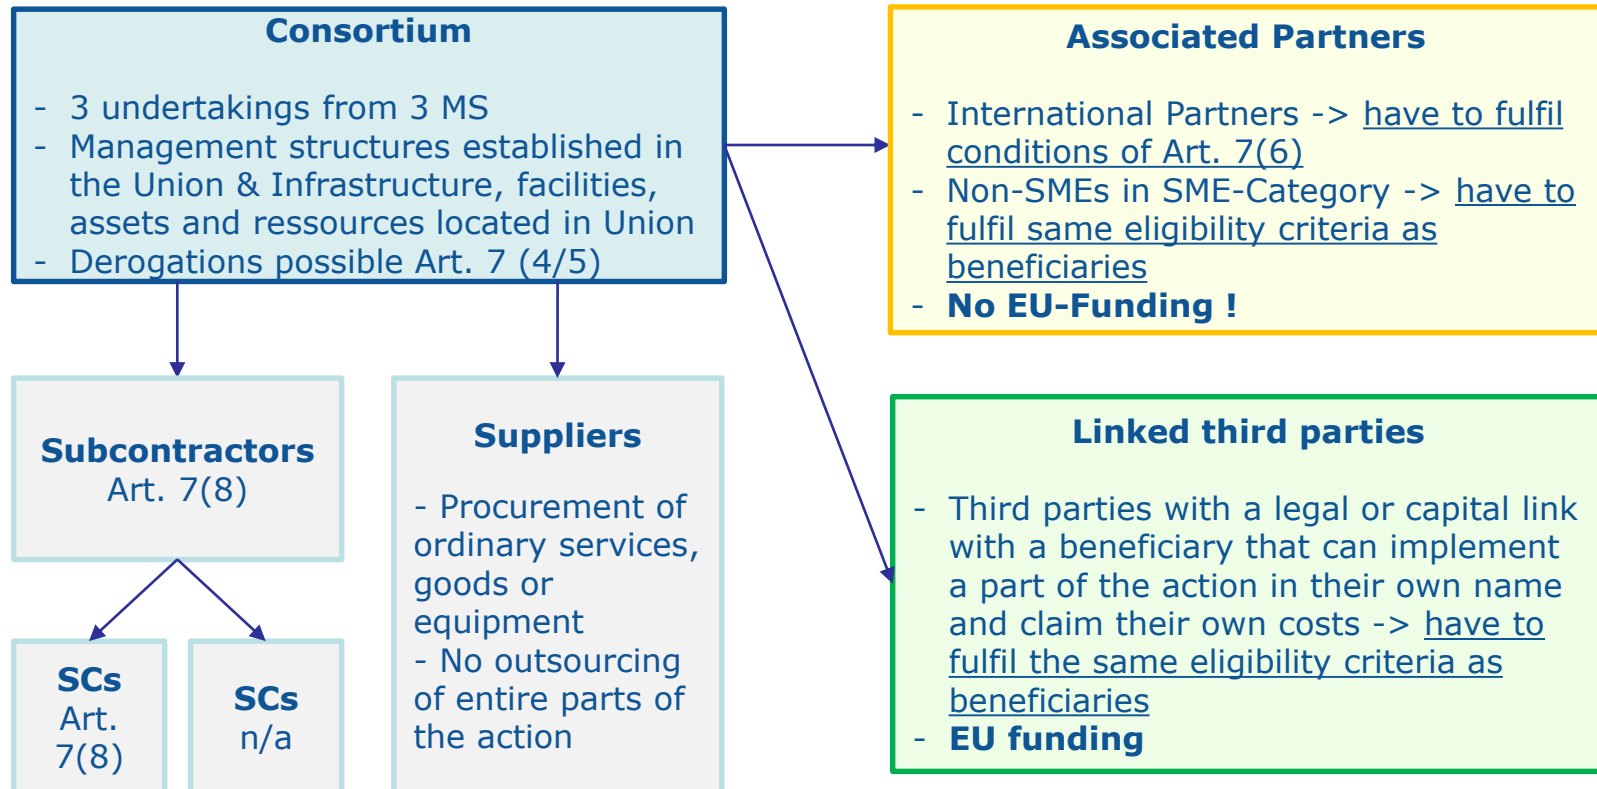 Consortium
- 3 undertakings from 3 MS
- Management structures established in
the Union & Infrastructure, facilities,
assets and ressources located in Union
- Derogations possible Art. 7 (4/5)
Associated Partners
- International Partners -> have to fulfil
conditions of Art. 7(6)
- Non-SMEs in SME-Category -> have to
fulfil same eligibility criteria as
beneficiaries
- No EU-Funding !
Subcontractors
Art. 7(8)
Suppliers
- Procurement of
ordinary services,
goods or
equipment
- No outsourcing
of entire parts of
the action
Linked third parties
- Third parties with a legal or capital link
with a beneficiary that can implement
a part of the action in their own name
and claim their own costs -> have to
fulfil the same eligibility criteria as
beneficiaries
- EU funding
SCs
Art.
7(8)
SCs
n/a